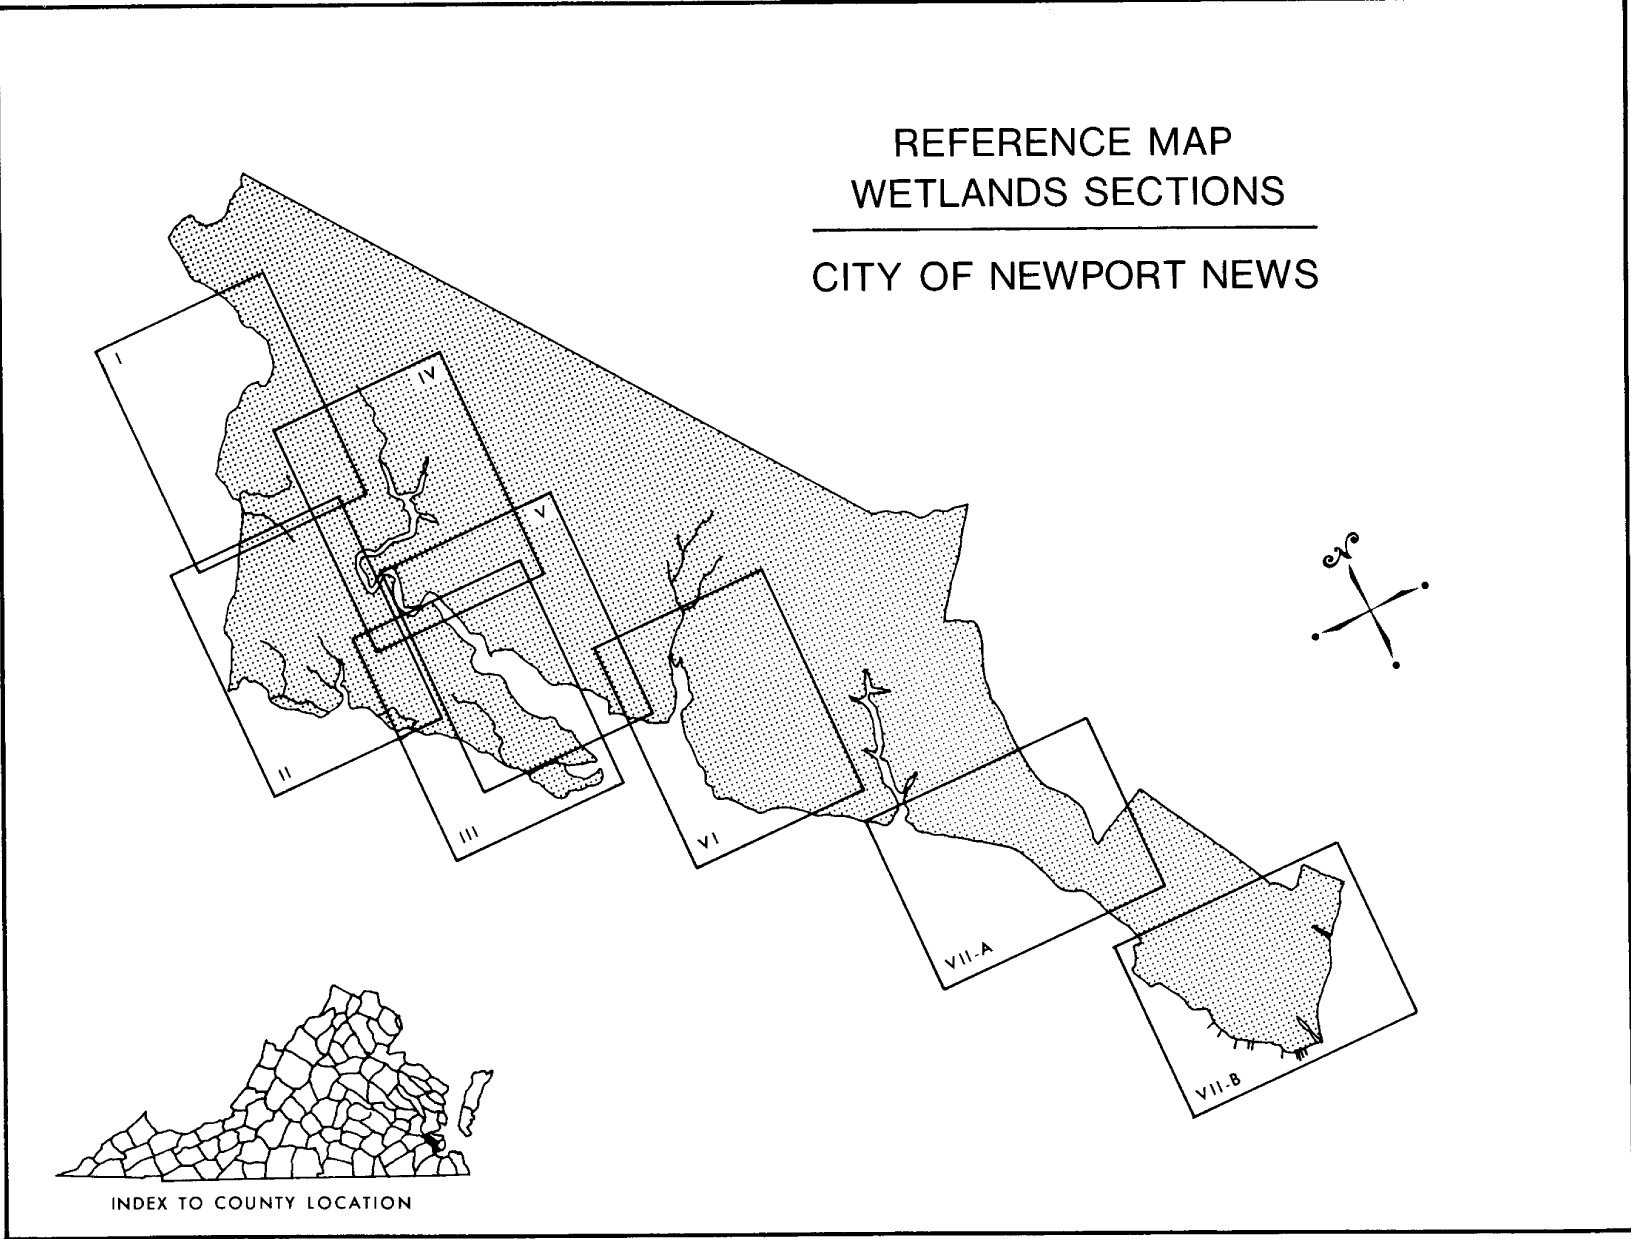 REFERENCE MAP
WETLANDS SECTIONS
CITY OF NEWPORT NEWS
I
IV
V
N
II
III
VI
VII-A
VII-B
INDEX TO COUNTY LOCATION